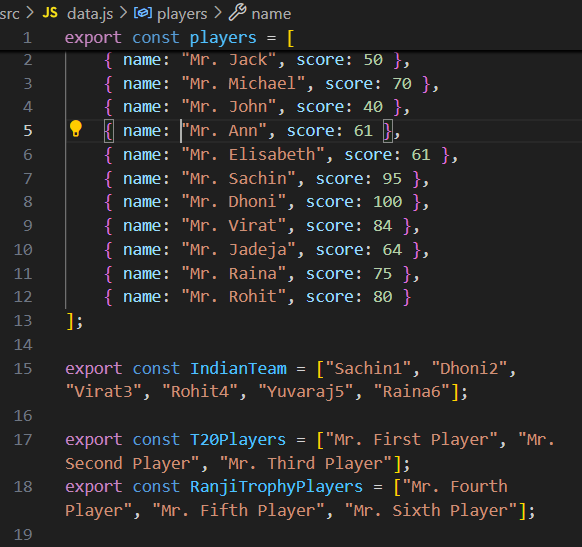 src > JS data.js > players > name
1 export const players = [
2 { name: "Mr. Jack", score: 50 },
3 { name: "Mr. Michael", score: 70 },
4 { name: "Mr. John", score: 40 },
5 { name: "Mr. Ann", score: 61 },
6 { name: "Mr. Elisabeth", score: 61 },
7 { name: "Mr. Sachin", score: 95 },
8 { name: "Mr. Dhoni", score: 100 },
9 { name: "Mr. Virat", score: 84 },
10 { name: "Mr. Jadeja", score: 64 },
11 { name: "Mr. Raina", score: 75 },
12 { name: "Mr. Rohit", score: 80 }
13 ];
14
15 export const IndianTeam = ["Sachin1", "Dhoni2",
"Virat3", "Rohit4", "Yuvaraj5", "Raina6"];
16
17 export const T20Players = ["Mr. First Player", "Mr.
Second Player", "Mr. Third Player"];
18 export const RanjiTrophyPlayers = ["Mr. Fourth
Player", "Mr. Fifth Player", "Mr. Sixth Player"];
19